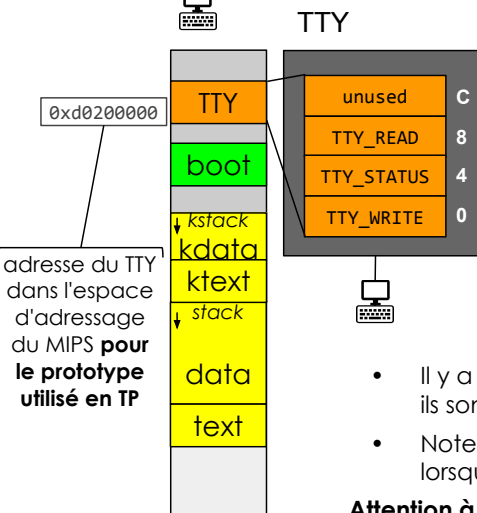 TTY
0xd0200000
TTY
unused C
TTY_READ 8
TTY_STATUS 4
TTY_WRITE 0
boot
kstack
kdata
ktext
stack
data
text
adresse du TTY
dans l'espace
d'adressage
du MIPS pour
le prototype
utilisé en TP
• Il y a
ils son
• Note
lorsqu
Attention à